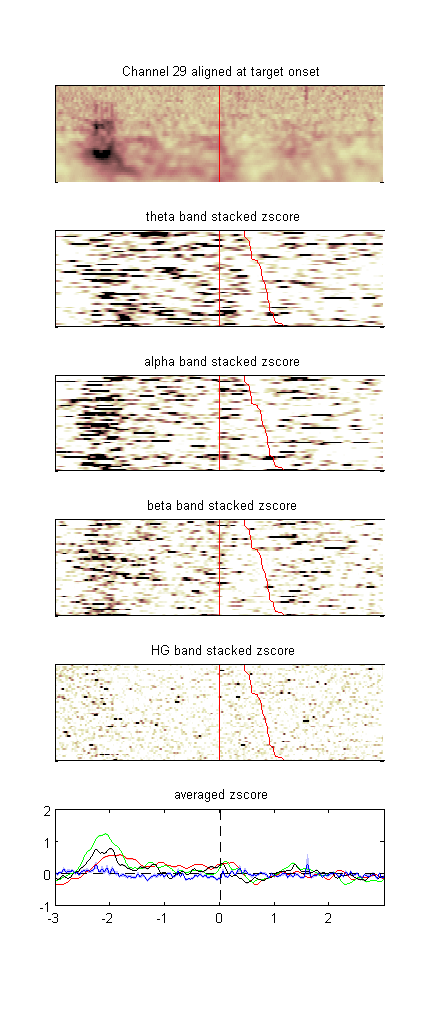 Channel 29 aligned at target onset
theta band stacked zscore
alpha band stacked zscore
beta band stacked zscore
HG band stacked zscore
averaged zscore
2
1
0
-1
-3 -2 -1 0 1 2